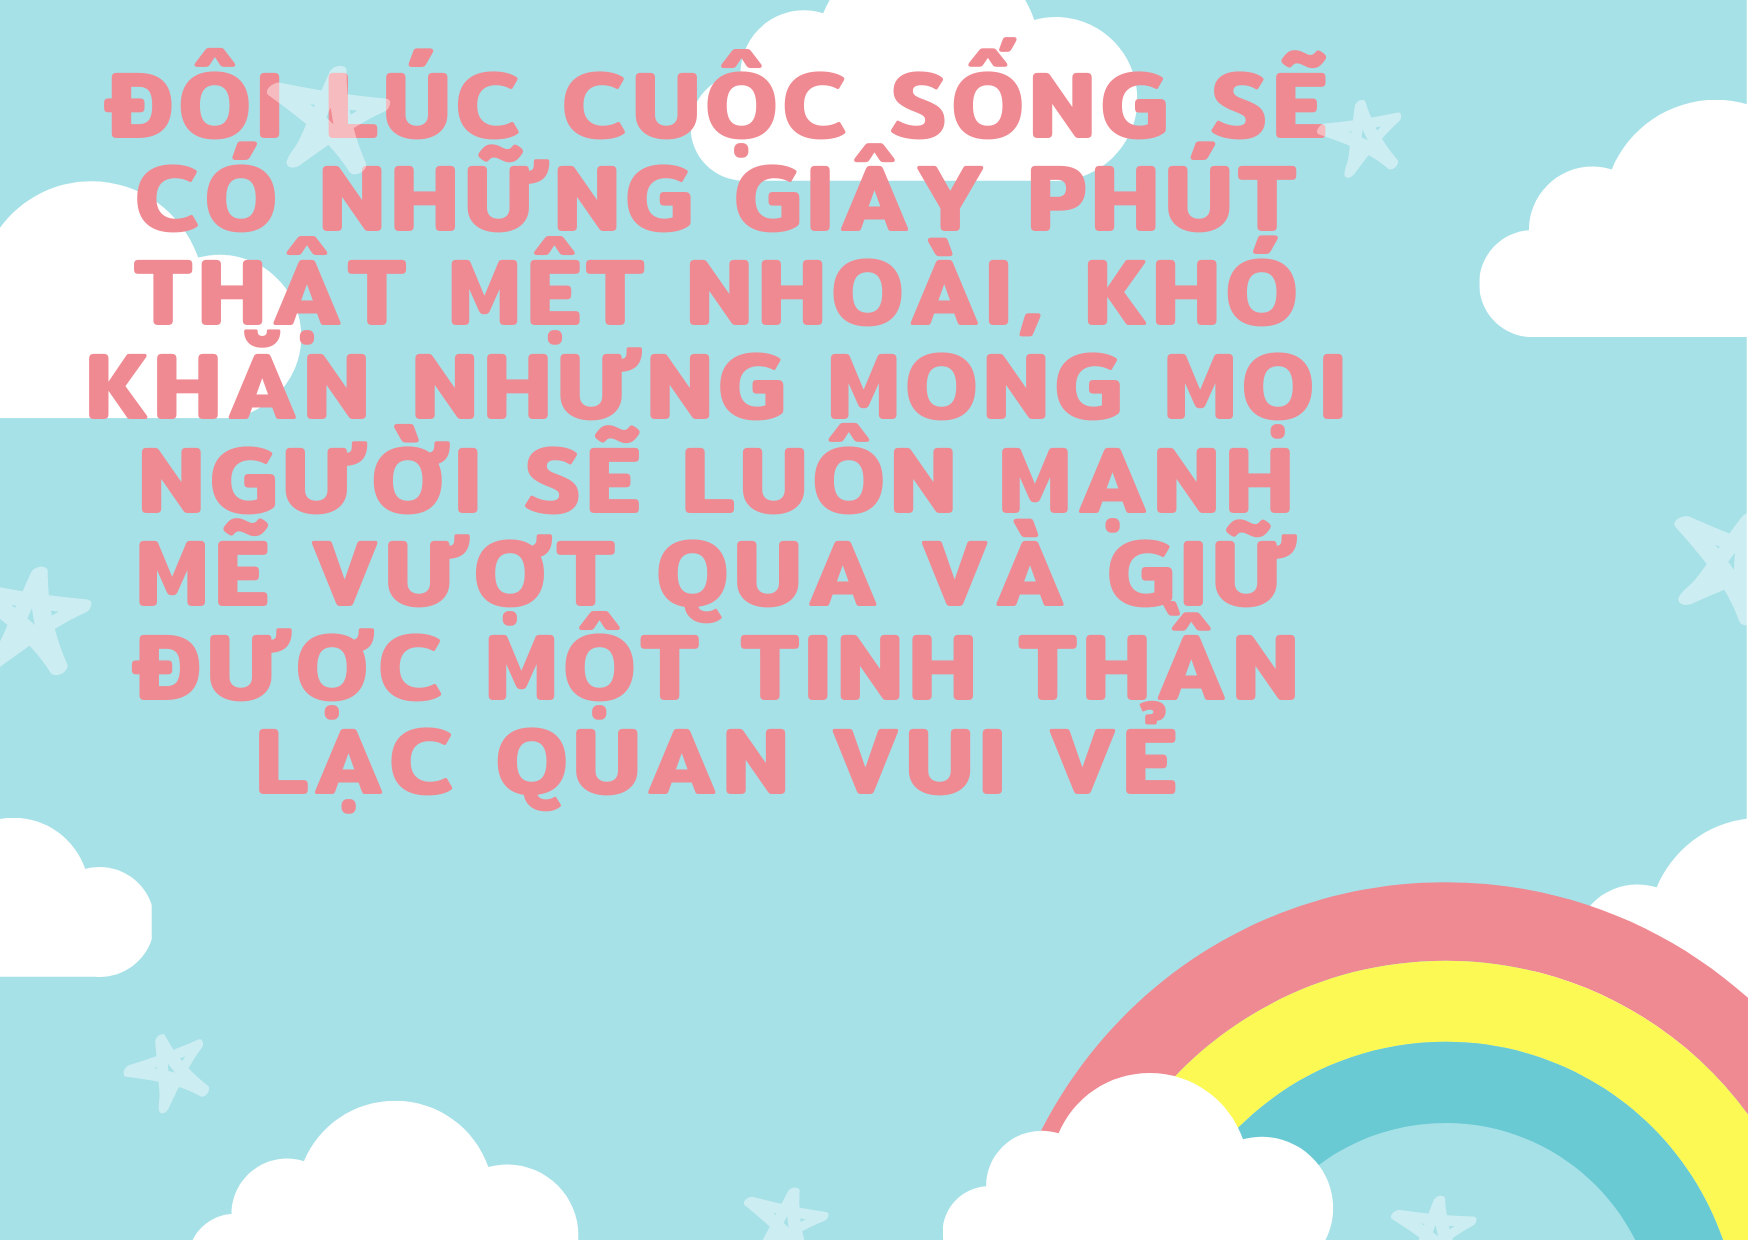 ĐÔI LÚC CUỘC SỐNG SẼ
CÓ NHỮNG GIÂY PHÚT
THẬT MỆT NHOÀI, KHÓ
KHĂN NHƯNG MONG MỌI
NGƯỜI SẼ LUÔN MẠNH
MẼ VƯỢT QUA VÀ GIỮ
ĐƯỢC MỘT TINH THẦN
LẠC QUAN VUI VẺ